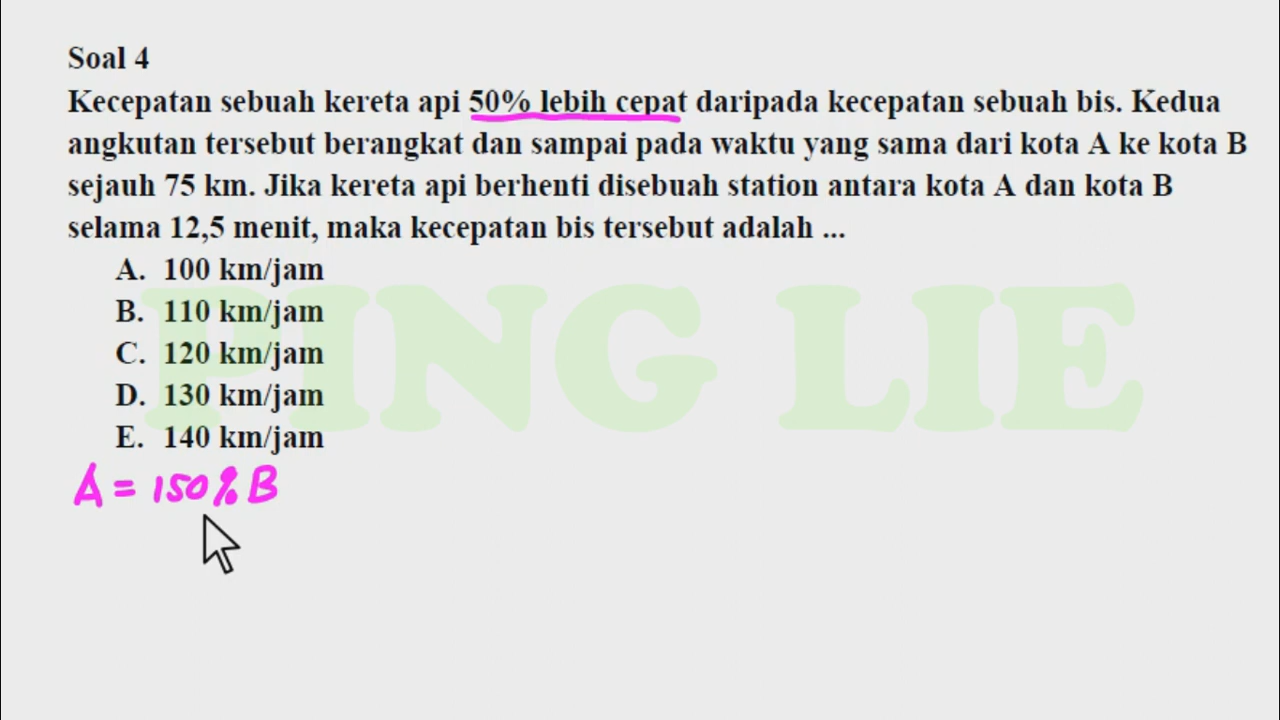 Soal 4
Kecepatan sebuah kereta api 50% lebih cepat daripada kecepatan sebuah bis. Kedua
angkutan tersebut berangkat dan sampai pada waktu yang sama dari kota A ke kota B
sejauh 75 km. Jika kereta api berhenti disebuah station antara kota A dan kota B
selama 12,5 menit, maka kecepatan bis tersebut adalah ...
A. 100 km/jam
B. 110 km/jam
C. 120 km/jam
D. 130 km/jam
E. 140 km/jam
PING LIE
A = 150% B